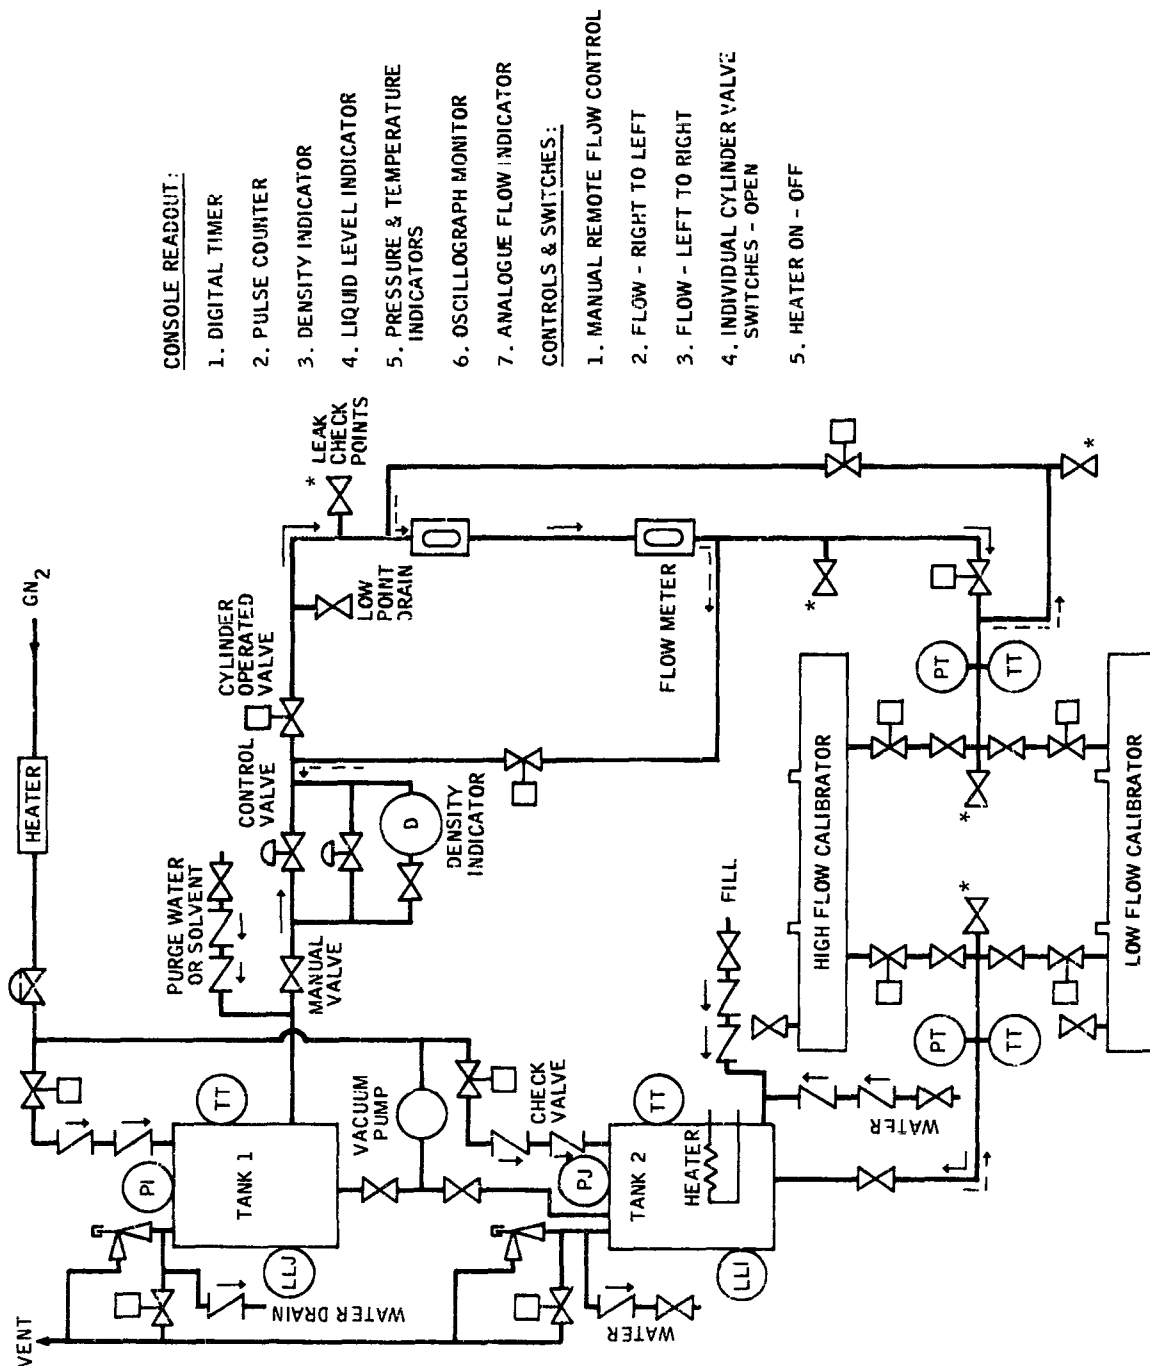 CONSOLE READOUT:
1. DIGITAL TIMER
2. PULSE COUNTER
3. DENSITY INDICATOR
4. LIQUID LEVEL INDICATOR
5. PRESSURE & TEMPERATURE
INDICATORS
6. OSCILLOGRAPH MONITOR
7. ANALOGUE FLOW INDICATOR
CONTROLS & SWITCHES:
1. MANUAL REMOTE FLOW CONTROL
2. FLOW - RIGHT TO LEFT
3. FLOW - LEFT TO RIGHT
4. INDIVIDUAL CYLINDER VALVE
SWITCHES - OPEN
5. HEATER ON - OFF
GN2
HEATER
VENT
PI
TT
TANK 1
LLJ
WATER DRAIN
PURGE WATER
OR SOLVENT
MANUAL
VALVE
CONTROL
VALVE
CYLINDER
OPERATED
VALVE
D
DENSITY
INDICATOR
LOW
POINT
DRAIN
* LEAK
CHECK
POINTS
VACUUM
PUMP
CHECK
VALVE
PJ
TT
TANK 2
HEATER
LLI
WATER
WATER
FILL
FLOW METER
*
*
HIGH FLOW CALIBRATOR
PT
TT
*
*
PT
TT
LOW FLOW CALIBRATOR